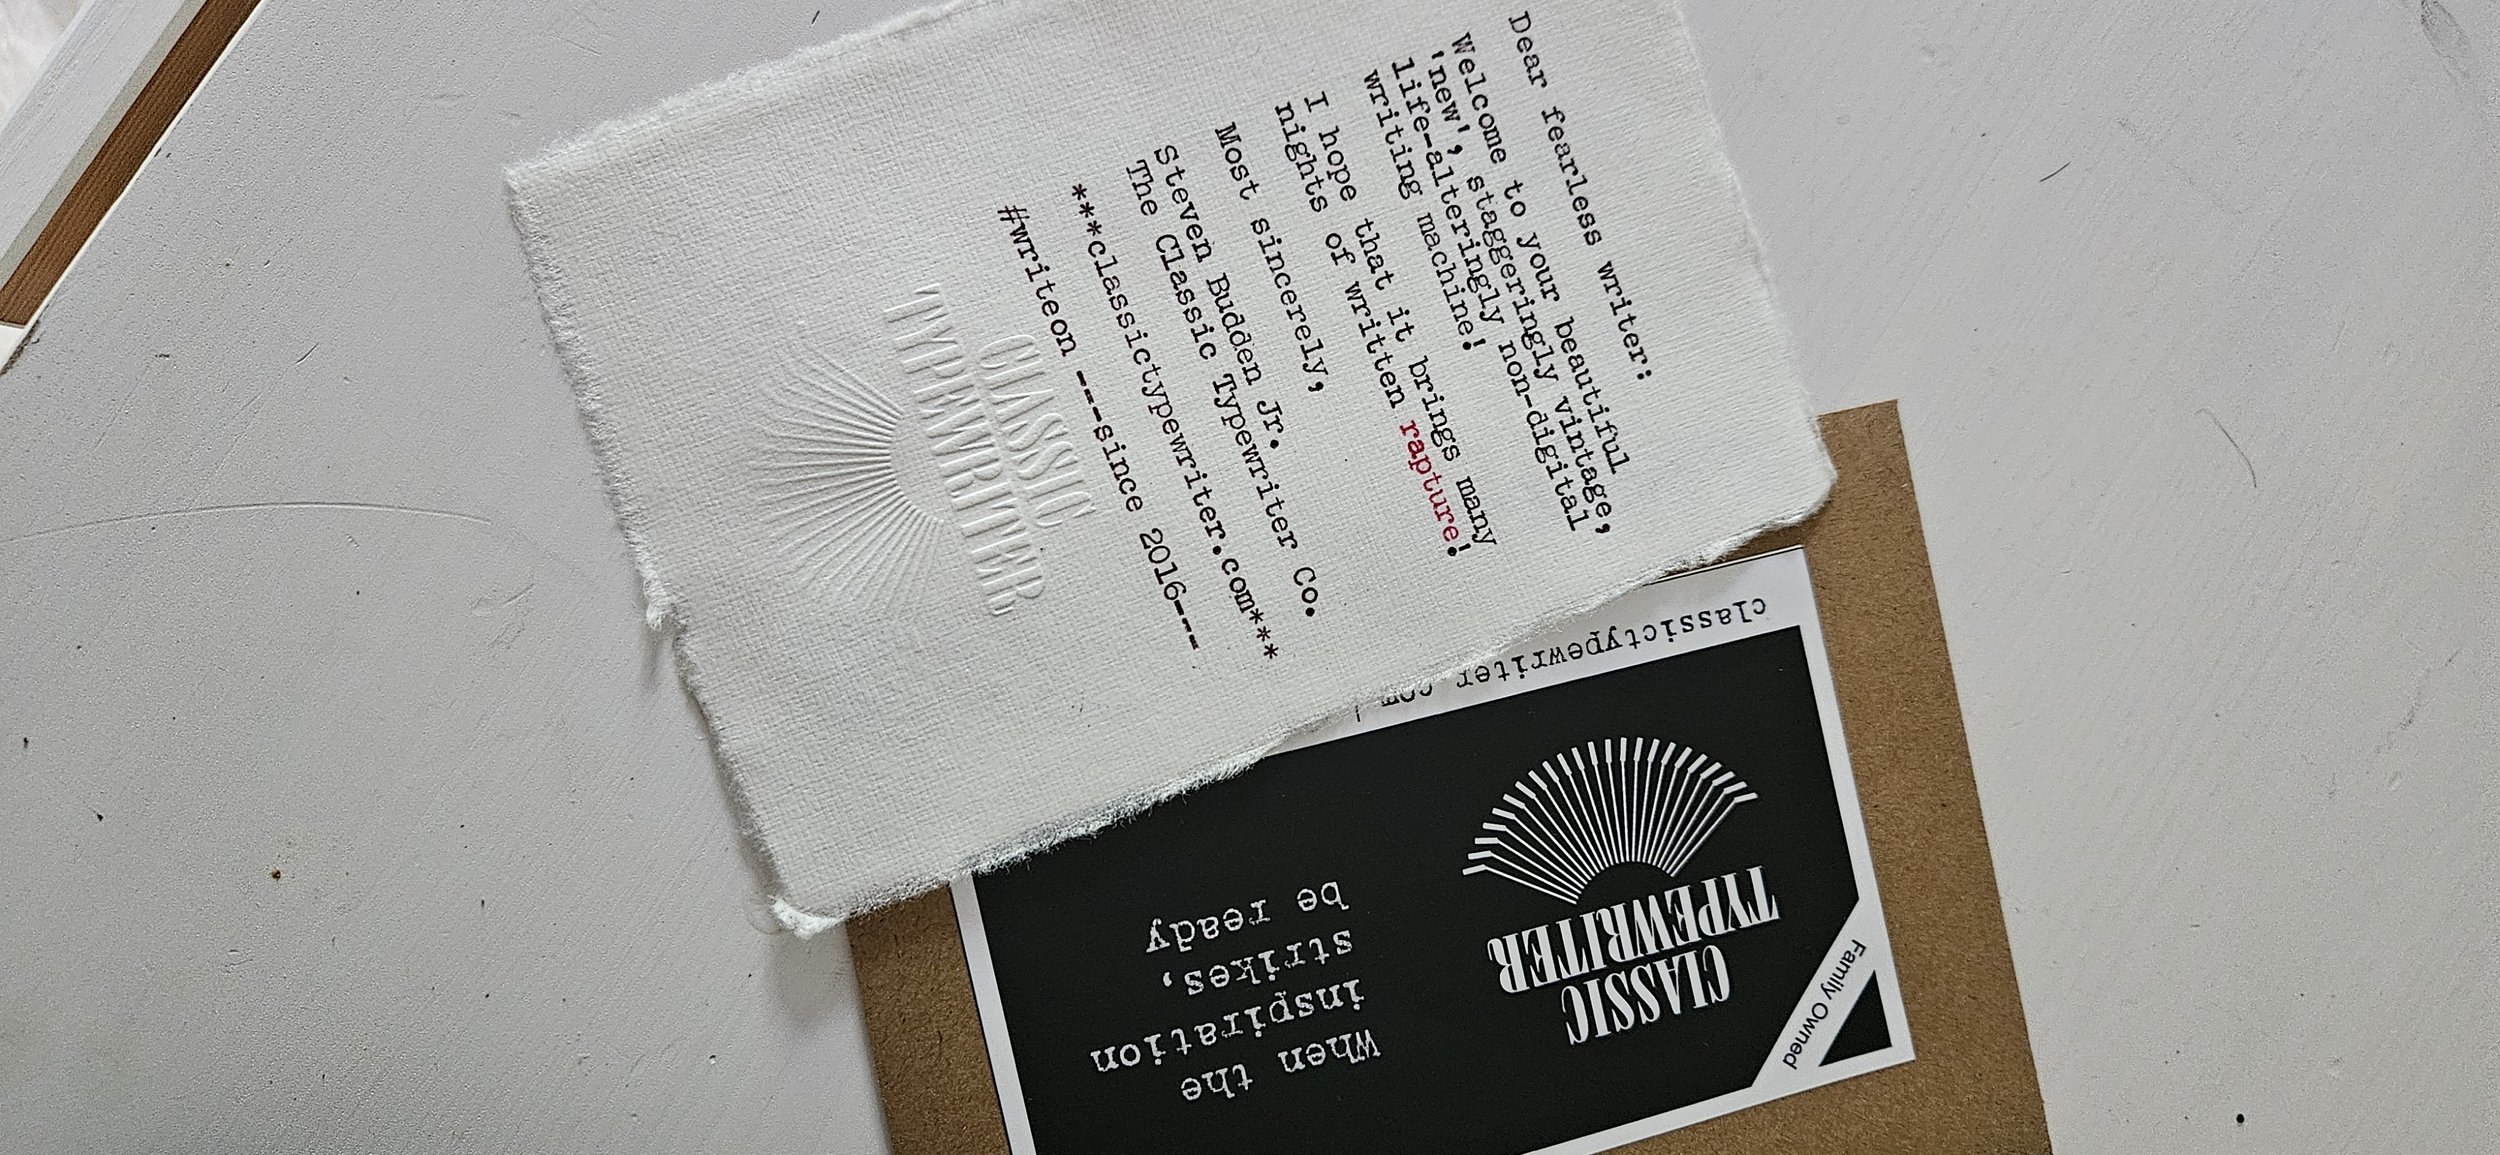 Dear fearless writer:
Welcome to your beautiful
'new', staggeringly vintage,
life-alteringly non-digital
writing machine!
I hope that it brings many
nights of written rapture!
Most sincerely,
Steven Budden Jr.
The Classic Typewriter Co.
***classictypewriter.com***
#writeon ---since 2016---
CLASSIC
TYPEWRITER
Family Owned
CLASSIC
TYPEWRITER
When the
inspiration
strikes,
be ready
classictypewriter.com